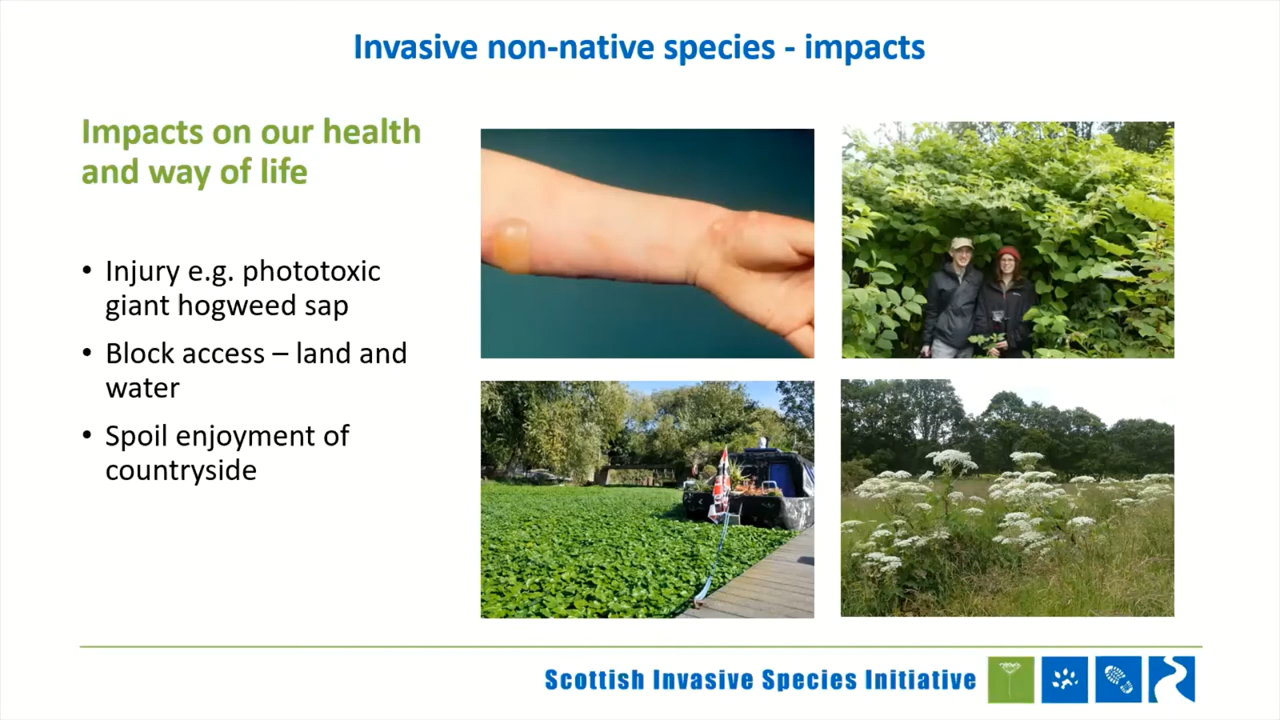 Invasive non-native species - impacts
Impacts on our health
and way of life
• Injury e.g. phototoxic
giant hogweed sap
• Block access – land and
water
• Spoil enjoyment of
countryside
Scottish Invasive Species Initiative